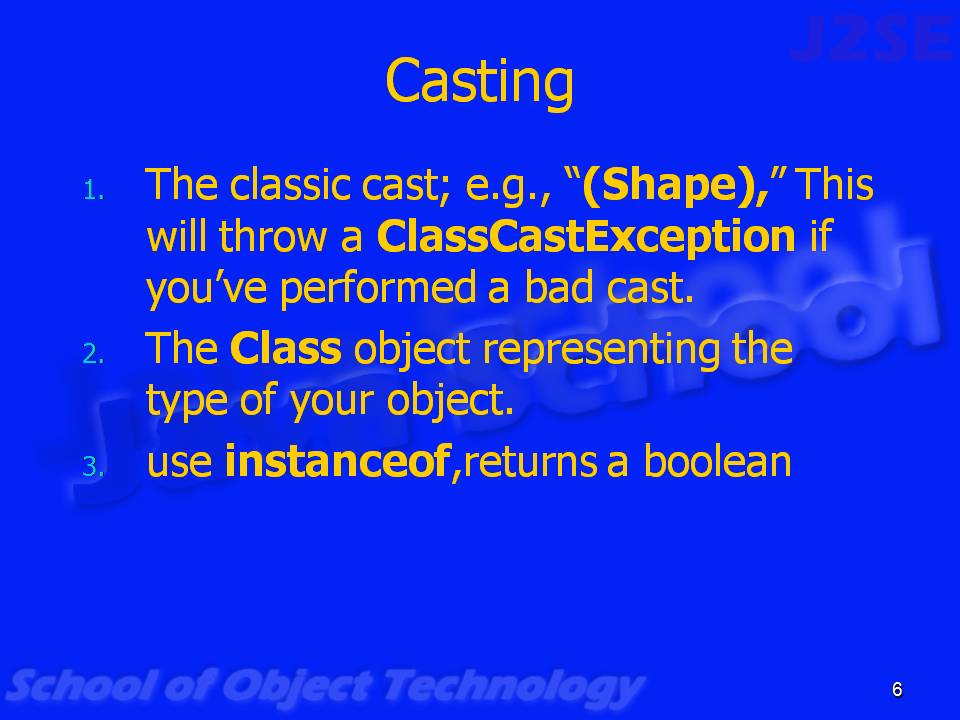 J2SE
Casting
1. The classic cast; e.g., “(Shape),” This
will throw a ClassCastException if
you’ve performed a bad cast.
2. The Class object representing the
type of your object.
3. use instanceof,returns a boolean
School of Object Technology
6